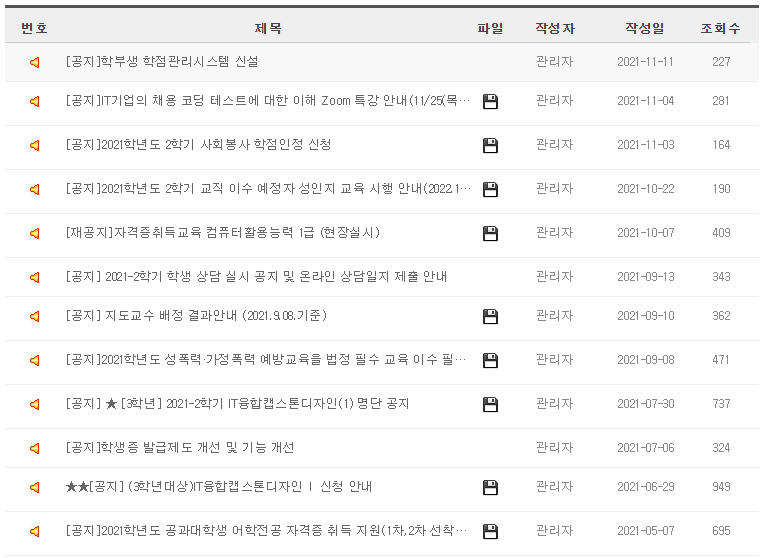 번호 제목 파일 작성자 작성일 조회수
[공지]학부생 학점관리시스템 신설 관리자 2021-11-11 227
[공지]IT기업의 채용 코딩 테스트에 대한 이해 Zoom 특강 안내(11/25(목… 관리자 2021-11-04 281
[공지]2021학년도 2학기 사회봉사 학점인정 신청 관리자 2021-11-03 164
[공지]2021학년도 2학기 교직 이수 예정자 성인지 교육 시행 안내(2022.1… 관리자 2021-10-22 190
[재공지]자격증취득교육 컴퓨터활용능력 1급 (현장실시) 관리자 2021-10-07 409
[공지] 2021-2학기 학생 상담 실시 공지 및 온라인 상담일지 제출 안내 관리자 2021-09-13 343
[공지] 지도교수 배정 결과안내 (2021.9.08.기준) 관리자 2021-09-10 362
[공지]2021학년도 성폭력·가정폭력 예방교육을 법정 필수 교육 이수 필… 관리자 2021-09-08 471
[공지] ★ [3학년] 2021-2학기 IT융합캡스톤디자인(1) 명단 공지 관리자 2021-07-30 737
[공지]학생증 발급제도 개선 및 기능 개선 관리자 2021-07-06 324
★★[공지] (3학년대상)IT융합캡스톤디자인 Ⅰ 신청 안내 관리자 2021-06-29 949
[공지]2021학년도 공과대학생 어학전공 자격증 취득 지원(1차,2차 선착… 관리자 2021-05-07 695